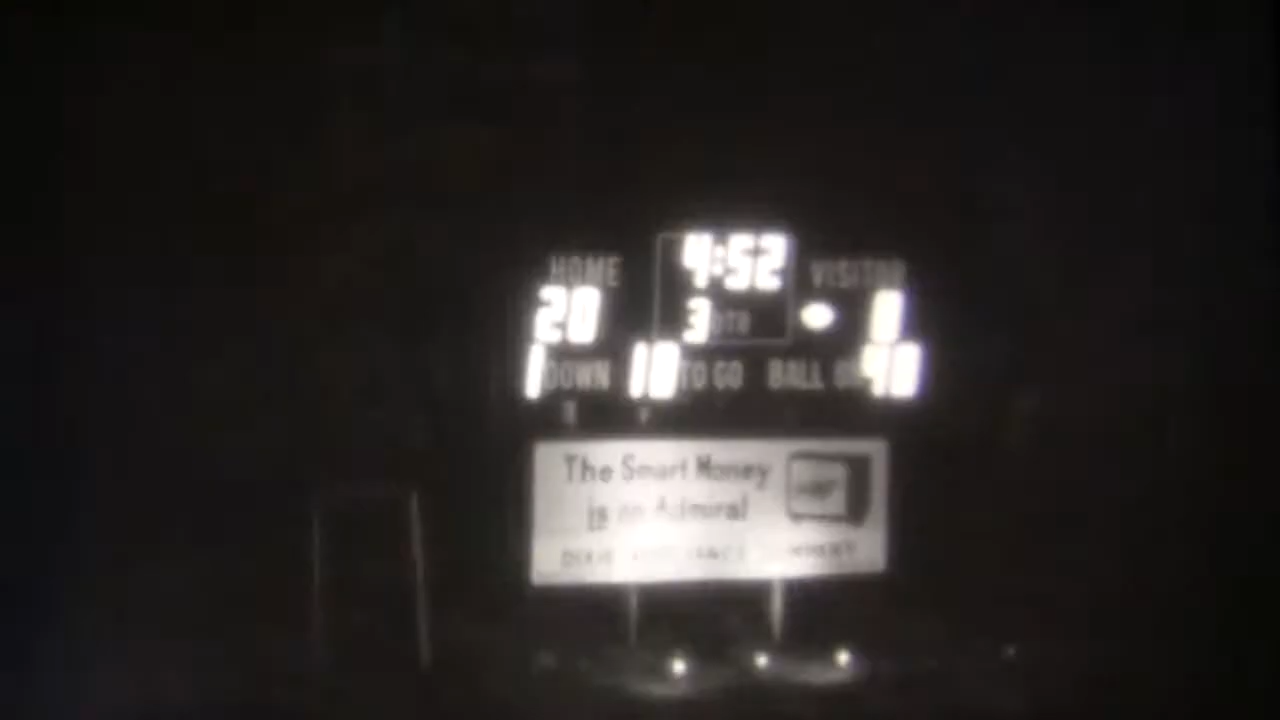 4:52
HOME VISITOR
20 3 QTR 0
1 DOWN 10 TO GO BALL ON 40
The Smart Money
is on Admiral